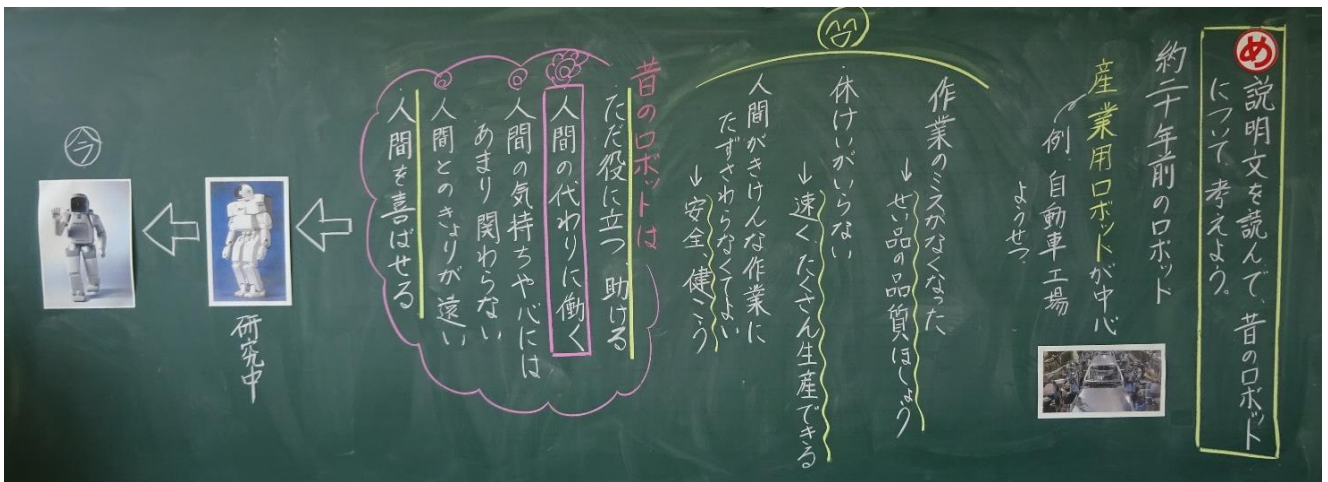 め 説明文を読んで、昔のロボット
について考えよう。
約二十年前のロボット
産業用ロボットが中心
例.自動車工場
ようせつ
作業のミスがなくなった
↓せい品の品質ほしょう
・休けいがいらない
↓速く、たくさん生産できる
人間がきけんな作業に
たずさわらなくてよい
↓安全、健こう
昔のロボットは
・ただ役に立つ、助ける
・人間の代わりに働く
・人間の気持ちや心には
あまり関わらない
・人間とのきょりが遠い
・人間を喜ばせる
研究中
今